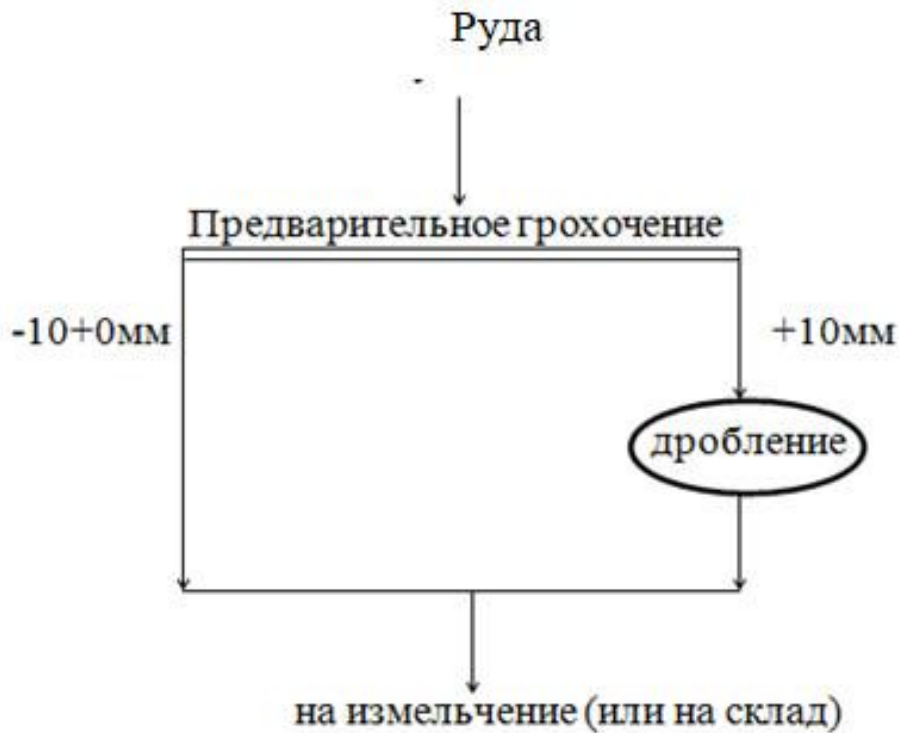 Руда
Предварительное грохочение
-10+0мм
+10мм
дробление
на измельчение (или на склад)